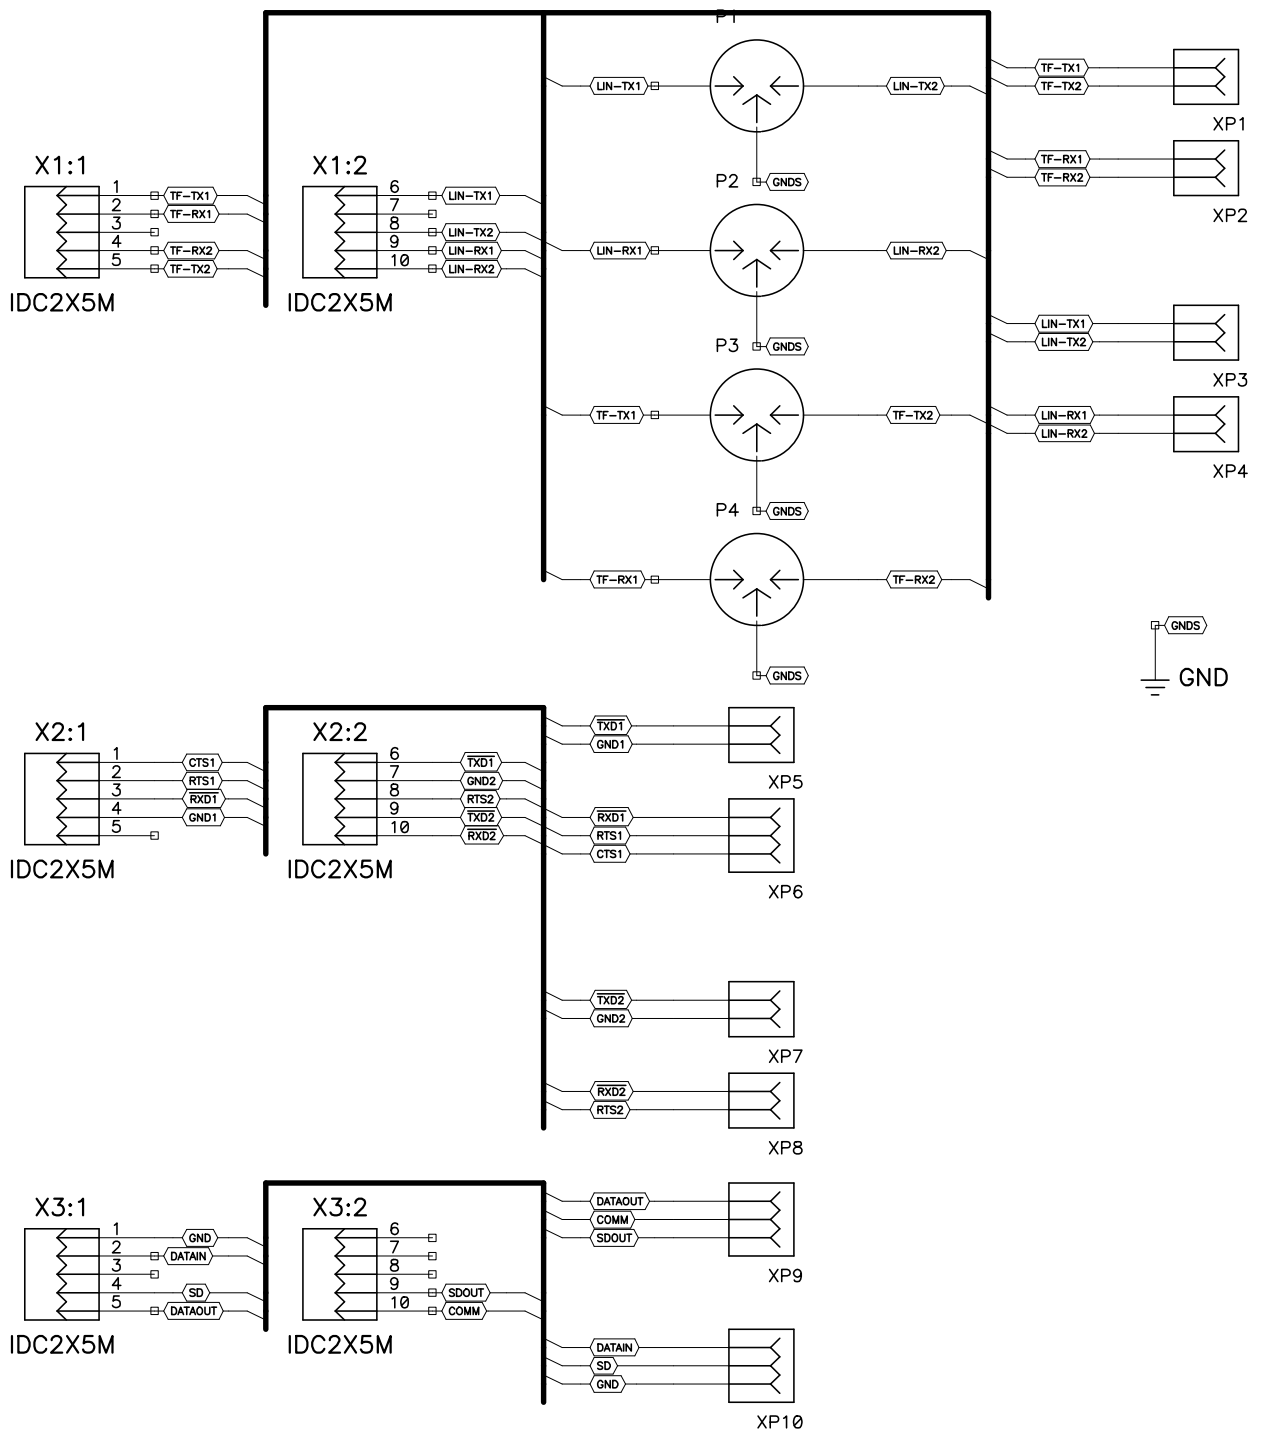 P1
LIN-TX1 LIN-TX2
TF-TX1
TF-TX2
XP1
X1:1
1 TF-TX1
2 TF-RX1
3
4 TF-RX2
5 TF-TX2
IDC2X5M
X1:2
6 LIN-TX1
7
8 LIN-TX2
9 LIN-RX1
10 LIN-RX2
IDC2X5M
P2 GNDS
LIN-RX1 LIN-RX2
TF-RX1
TF-RX2
XP2
P3 GNDS
TF-TX1 TF-TX2
LIN-TX1
LIN-TX2
XP3
LIN-RX1
LIN-RX2
XP4
P4 GNDS
TF-RX1 TF-RX2
GNDS
GNDS
GND
X2:1
1 CTS1
2 RTS1
3 RXD1
4 GND1
5
IDC2X5M
X2:2
6 TXD1
7 GND2
8 RTS2
9 TXD2
10 RXD2
IDC2X5M
TXD1
GND1
XP5
RXD1
RTS1
CTS1
XP6
TXD2
GND2
XP7
RXD2
RTS2
XP8
X3:1
1 GND
2 DATAIN
3
4 SD
5 DATAOUT
IDC2X5M
X3:2
6
7
8
9 SDOUT
10 COMM
IDC2X5M
DATAOUT
COMM
SDOUT
XP9
DATAIN
SD
GND
XP10